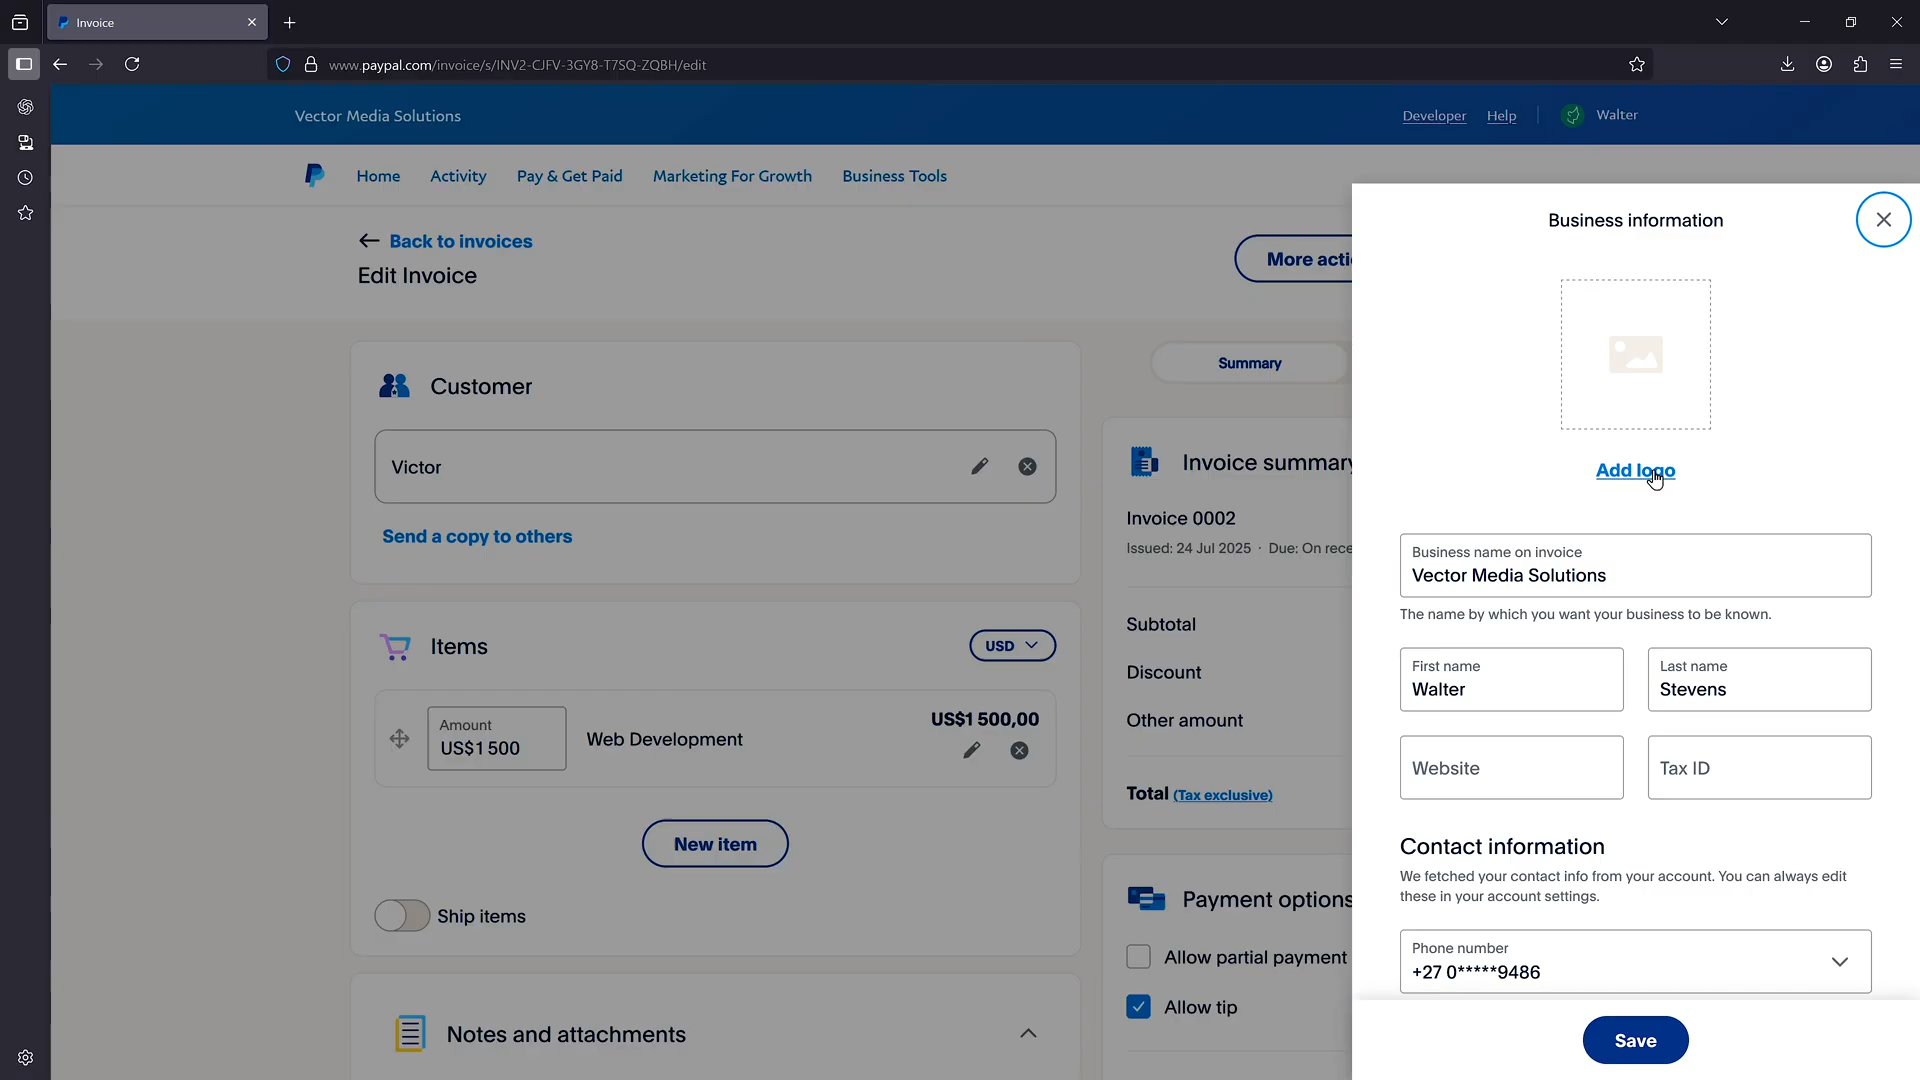 Invoice
www.paypal.com/invoice/s/INV2-CJFV-3GY8-T7SQ-ZQBH/edit
Vector Media Solutions
Developer
Help
Walter
Home
Activity
Pay & Get Paid
Marketing For Growth
Business Tools
Back to invoices
Edit Invoice
More acti
Customer
Victor
Send a copy to others
Items
USD
Amount
US$1 500
Web Development
US$1 500,00
New item
Ship items
Notes and attachments
Summary
Invoice summary
Invoice 0002
Issued: 24 Jul 2025 · Due: On rece
Subtotal
Discount
Other amount
Total (Tax exclusive)
Payment options
Allow partial payment
Allow tip
Business information
Add logo
Business name on invoice
Vector Media Solutions
The name by which you want your business to be known.
First name
Walter
Last name
Stevens
Website
Tax ID
Contact information
We fetched your contact info from your account. You can always edit
these in your account settings.
Phone number
+27 0*****9486
Save